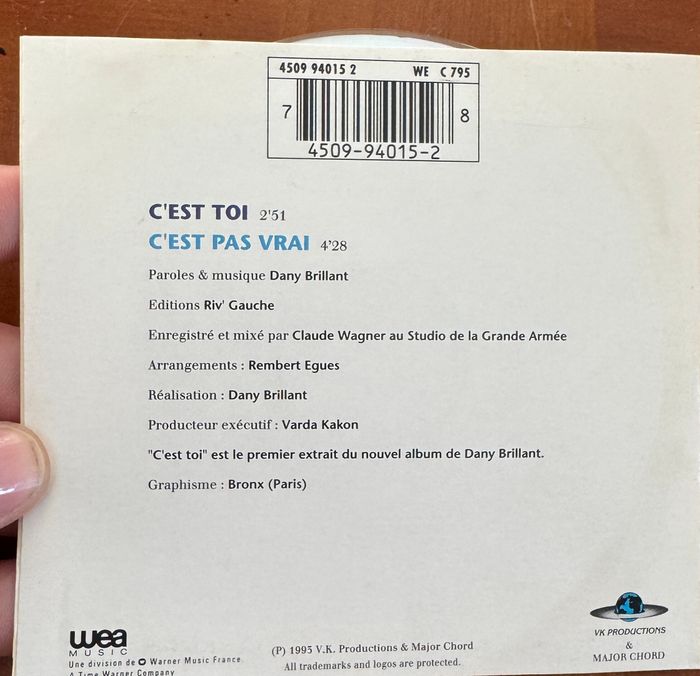 4509 94015 2 WE C 795
7 8
4509-94015-2
C'EST TOI 2'51
C'EST PAS VRAI 4'28
Paroles & musique Dany Brillant
Editions Riv' Gauche
Enregistré et mixé par Claude Wagner au Studio de la Grande Armée
Arrangements : Rembert Egues
Réalisation : Dany Brillant
Producteur exécutif : Varda Kakon
"C'est toi" est le premier extrait du nouvel album de Dany Brillant.
Graphisme : Bronx (Paris)
wea
MUSIC
Une division de Warner Music France
A Time Warner Company
(P) 1995 V.K. Productions & Major Chord
All trademarks and logos are protected.
VK PRODUCTIONS
&
MAJOR CHORD